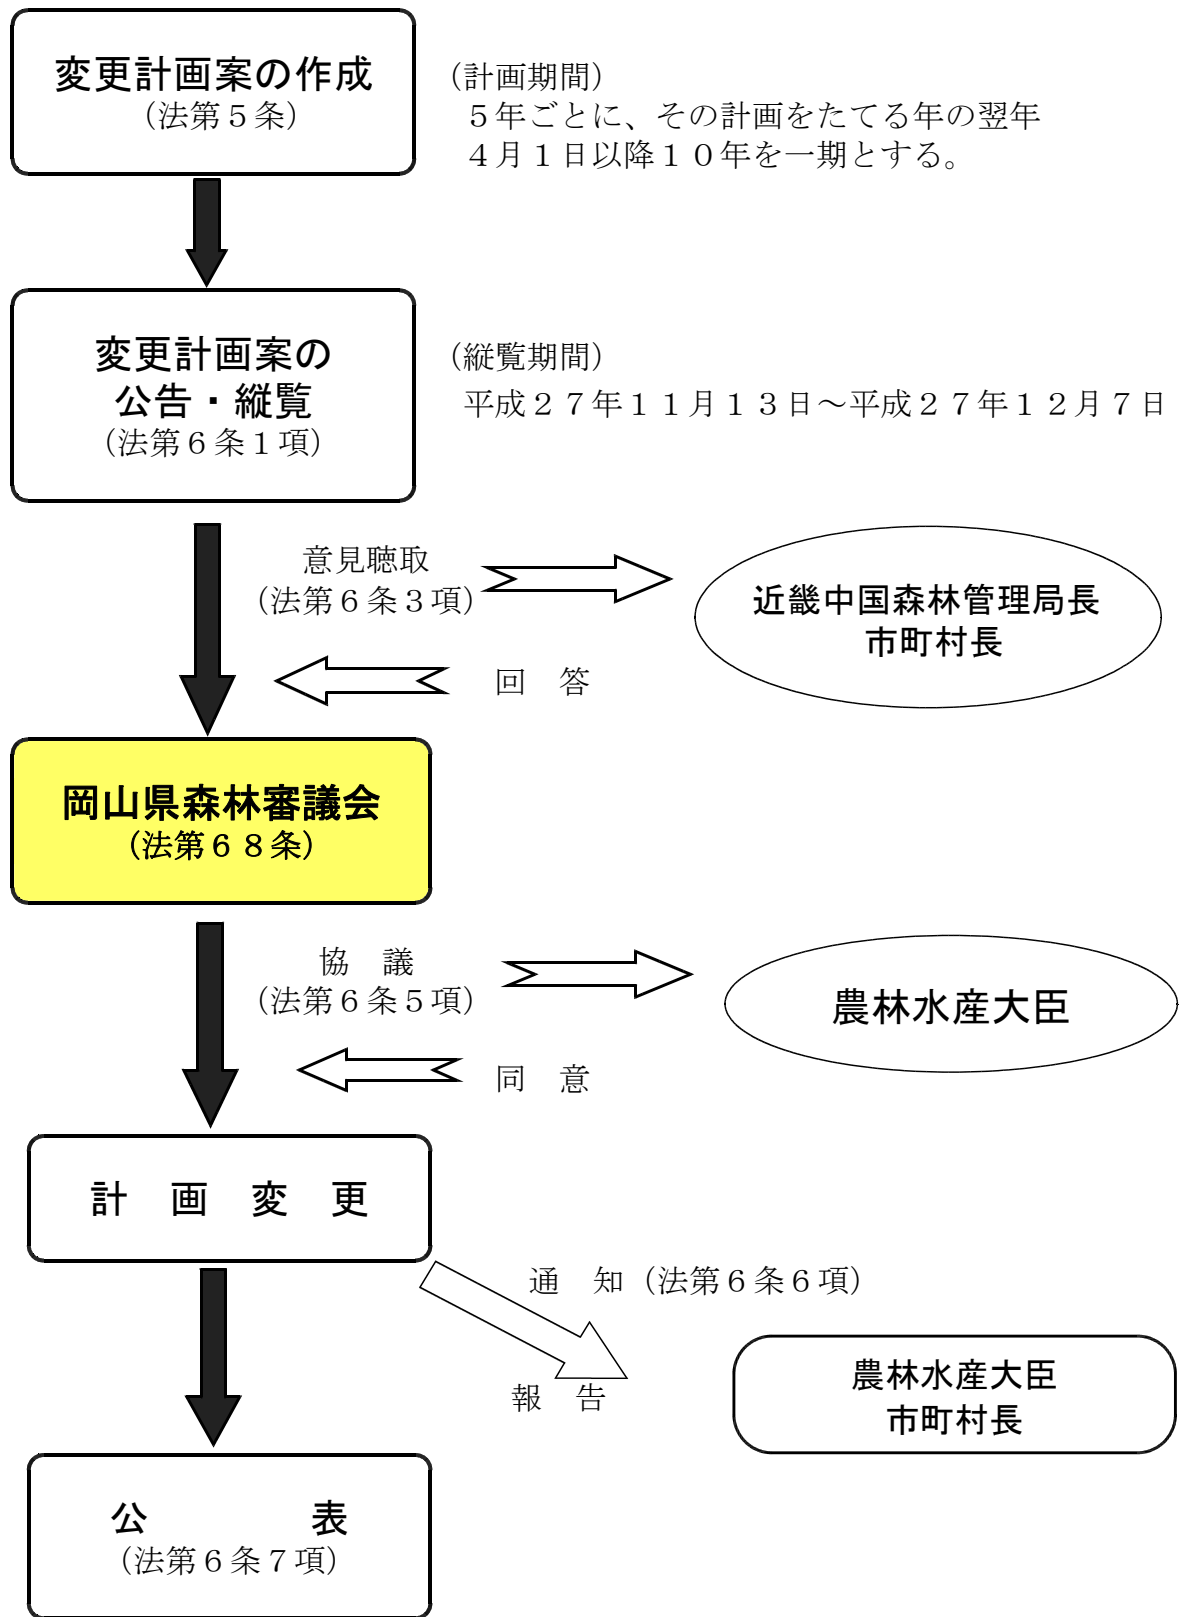 変更計画案の作成
（法第５条）
（計画期間）
５年ごとに、その計画をたてる年の翌年
４月１日以降１０年を一期とする。
変更計画案の
公告・縦覧
（法第６条１項）
（縦覧期間）
平成２７年１１月１３日～平成２７年１２月７日
意見聴取
（法第６条３項）
近畿中国森林管理局長
市町村長
回　答
岡山県森林審議会
（法第６８条）
協　議
（法第６条５項）
農林水産大臣
同　意
計　画　変　更
通　知（法第６条６項）
報　告
農林水産大臣
市町村長
公　　　　表
（法第６条７項）